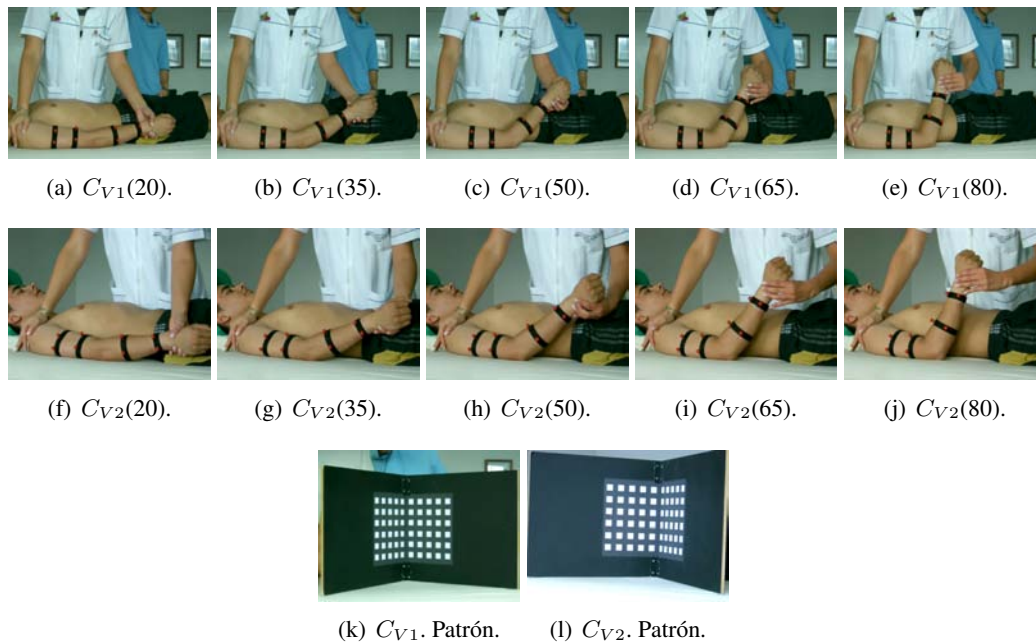 (a) C_{V1}(20).
(b) C_{V1}(35).
(c) C_{V1}(50).
(d) C_{V1}(65).
(e) C_{V1}(80).
(f) C_{V2}(20).
(g) C_{V2}(35).
(h) C_{V2}(50).
(i) C_{V2}(65).
(j) C_{V2}(80).
(k) C_{V1}. Patrón.
(l) C_{V2}. Patrón.